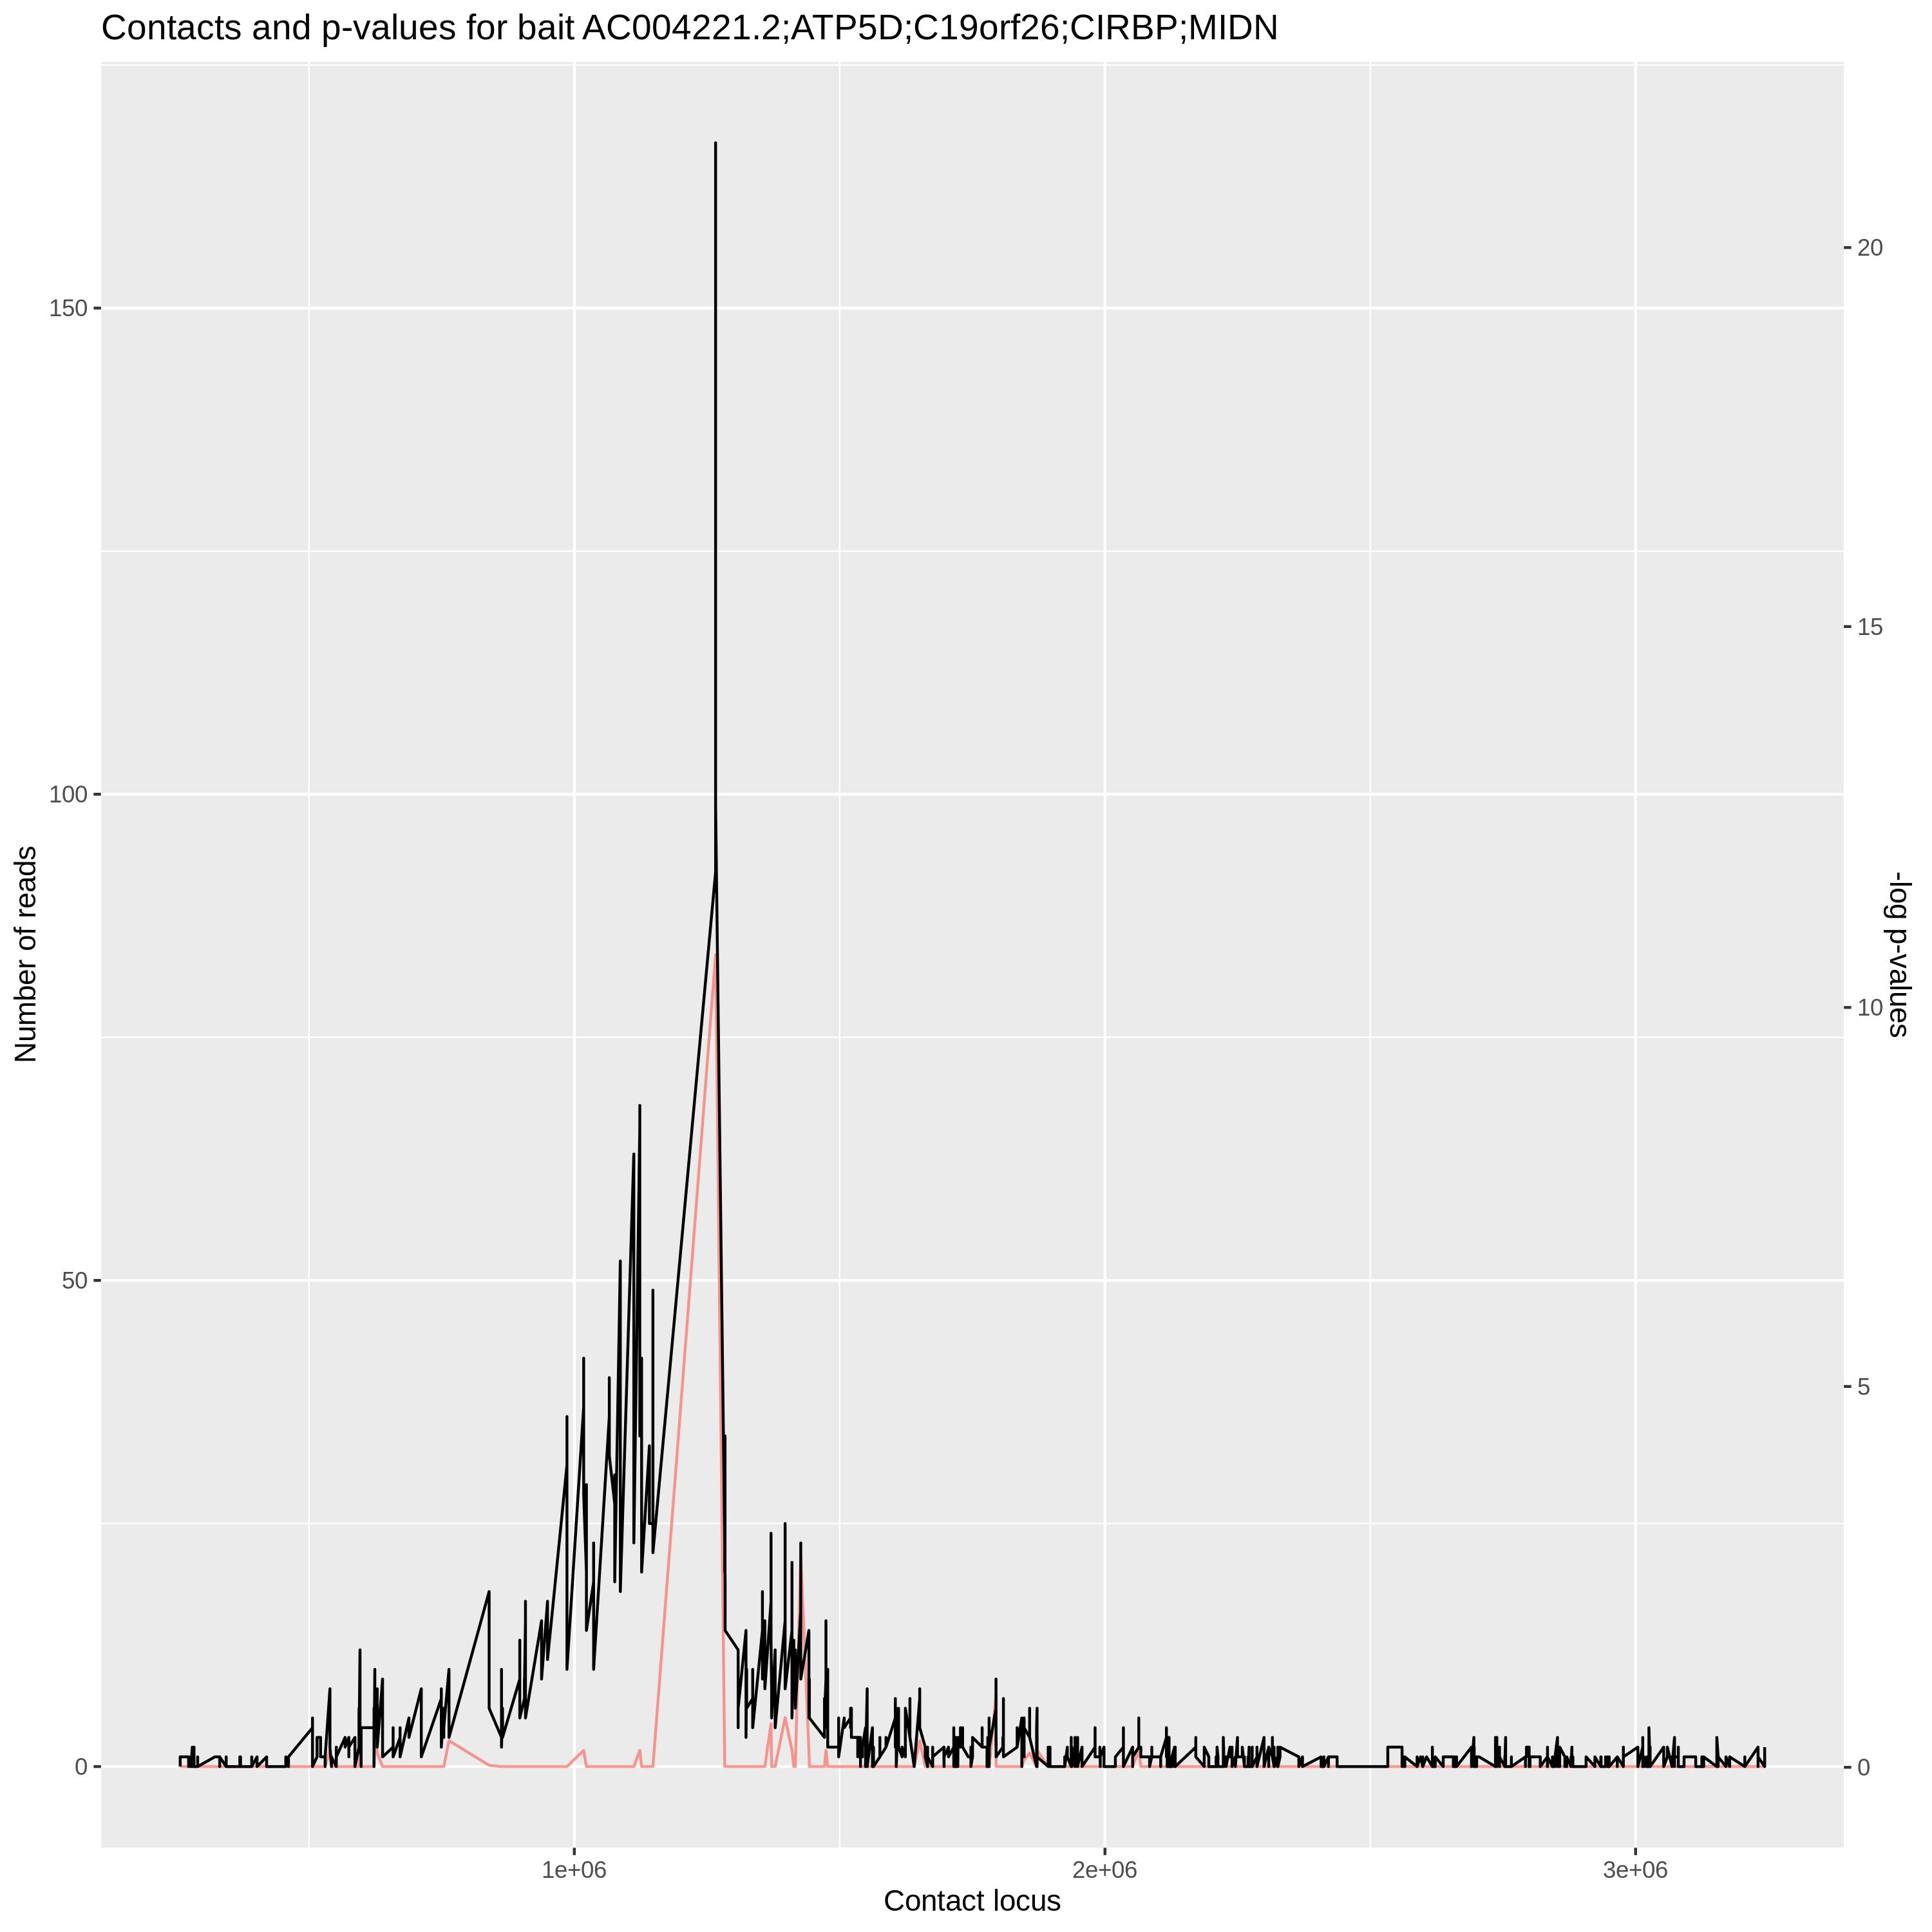 Contacts and p-values for bait AC004221.2;ATP5D;C19orf26;CIRBP;MIDN
Number of reads
150
100
50
0
20
15
10
5
0
-log p-values
1e+06 2e+06 3e+06
Contact locus